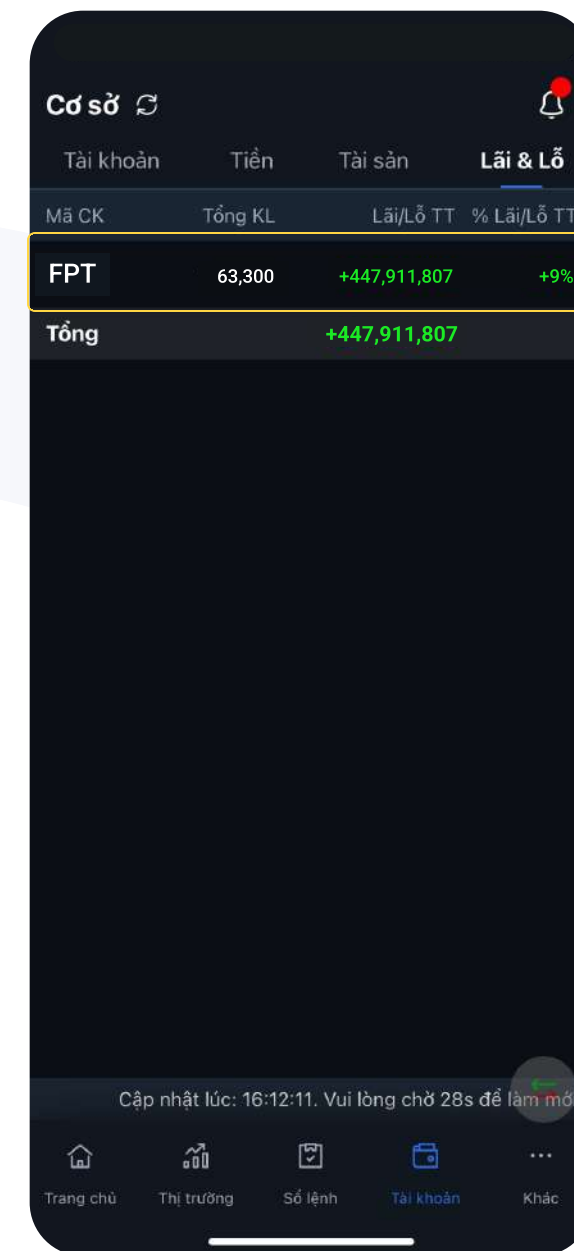 Cơ sở
Tài khoản Tiền Tài sản Lãi & Lỗ
Mã CK Tổng KL Lãi/Lỗ TT % Lãi/Lỗ TT
FPT 63,300 +447,911,807 +9%
Tổng +447,911,807
Cập nhật lúc: 16:12:11. Vui lòng chờ 28s để làm mớ
Trang chủ Thị trường Sổ lệnh Tài khoản Khác